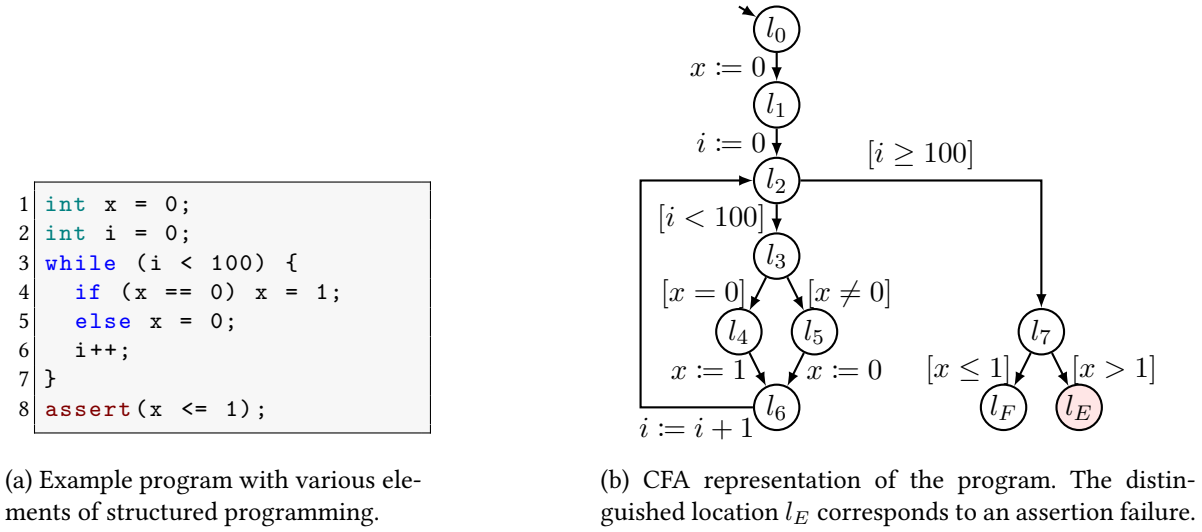 1 int x = 0;
2 int i = 0;
3 while (i < 100) {
4 if (x == 0) x = 1;
5 else x = 0;
6 i++;
7 }
8 assert(x <= 1);
(a) Example program with various ele-
ments of structured programming.
l0
x := 0
l1
i := 0
[i ≥ 100]
l2
[i < 100]
l3
[x = 0] [x ≠ 0]
l4 l5 l7
x := 1 x := 0 [x ≤ 1] [x > 1]
l6 lF lE
i := i + 1
(b) CFA representation of the program. The distin-
guished location lE corresponds to an assertion failure.